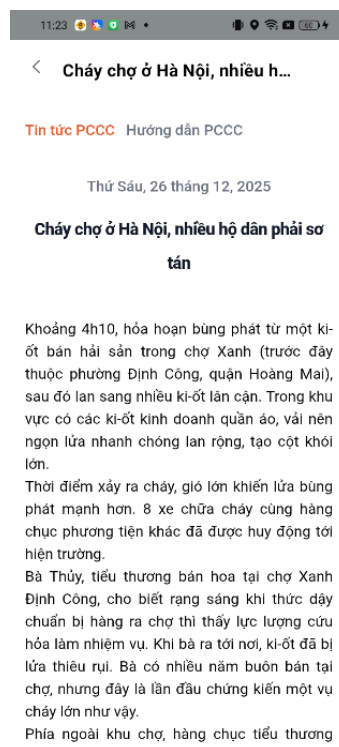 11:23
60
Cháy chợ ở Hà Nội, nhiều h...
Tin tức PCCC Hướng dẫn PCCC
Thứ Sáu, 26 tháng 12, 2025
Cháy chợ ở Hà Nội, nhiều hộ dân phải sơ
tán
Khoảng 4h10, hỏa hoạn bùng phát từ một ki-
ốt bán hải sản trong chợ Xanh (trước đây
thuộc phường Định Công, quận Hoàng Mai),
sau đó lan sang nhiều ki-ốt lân cận. Trong khu
vực có các ki-ốt kinh doanh quần áo, vải nên
ngọn lửa nhanh chóng lan rộng, tạo cột khói
lớn.
Thời điểm xảy ra cháy, gió lớn khiến lửa bùng
phát mạnh hơn. 8 xe chữa cháy cùng hàng
chục phương tiện khác đã được huy động tới
hiện trường.
Bà Thủy, tiểu thương bán hoa tại chợ Xanh
Định Công, cho biết rạng sáng khi thức dậy
chuẩn bị hàng ra chợ thì thấy lực lượng cứu
hỏa làm nhiệm vụ. Khi bà ra tới nơi, ki-ốt đã bị
lửa thiêu rụi. Bà có nhiều năm buôn bán tại
chợ, nhưng đây là lần đầu chứng kiến một vụ
cháy lớn như vậy.
Phía ngoài khu chợ, hàng chục tiểu thương